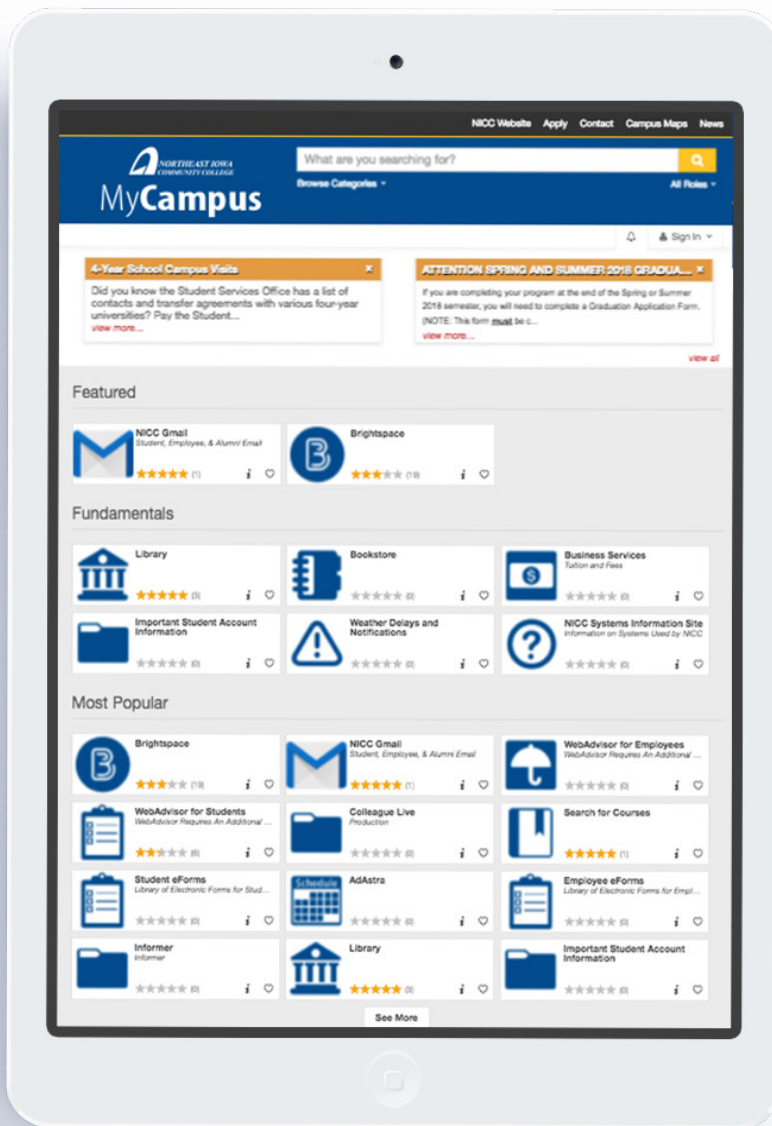 NICC Website Apply Contact Campus Maps News
NORTHEAST IOWA
COMMUNITY COLLEGE
MyCampus
What are you searching for?
Browse Categories
All Roles
Sign In
4-Year School Campus Visits
Did you know the Student Services Office has a list of
contacts and transfer agreements with various four-year
universities? Pay the Student...
view more...
ATTENTION SPRING AND SUMMER 2018 GRADUA...
If you are completing your program at the end of the Spring or Summer
2018 semester, you will need to complete a Graduation Application Form.
(NOTE: This form must be c...
view more...
view all
Featured
NICC Gmail
Student, Employee, & Alumni Email
(1)
Brightspace
(19)
Fundamentals
Library
(3)
Bookstore
(0)
Business Services
Tuition and Fees
(0)
Important Student Account
Information
(0)
Weather Delays and
Notifications
(0)
NICC Systems Information Site
Information on Systems Used by NICC
(0)
Most Popular
Brightspace
(19)
NICC Gmail
Student, Employee, & Alumni Email
(1)
WebAdvisor for Employees
WebAdvisor Requires An Additional ...
(0)
WebAdvisor for Students
WebAdvisor Requires An Additional ...
(6)
Colleague Live
Production
(0)
Search for Courses
(1)
Student eForms
Library of Electronic Forms for Stud...
(0)
Schedule
AdAstra
(0)
Employee eForms
Library of Electronic Forms for Empl...
(0)
Informer
Informer
(0)
Library
(3)
Important Student Account
Information
(0)
See More